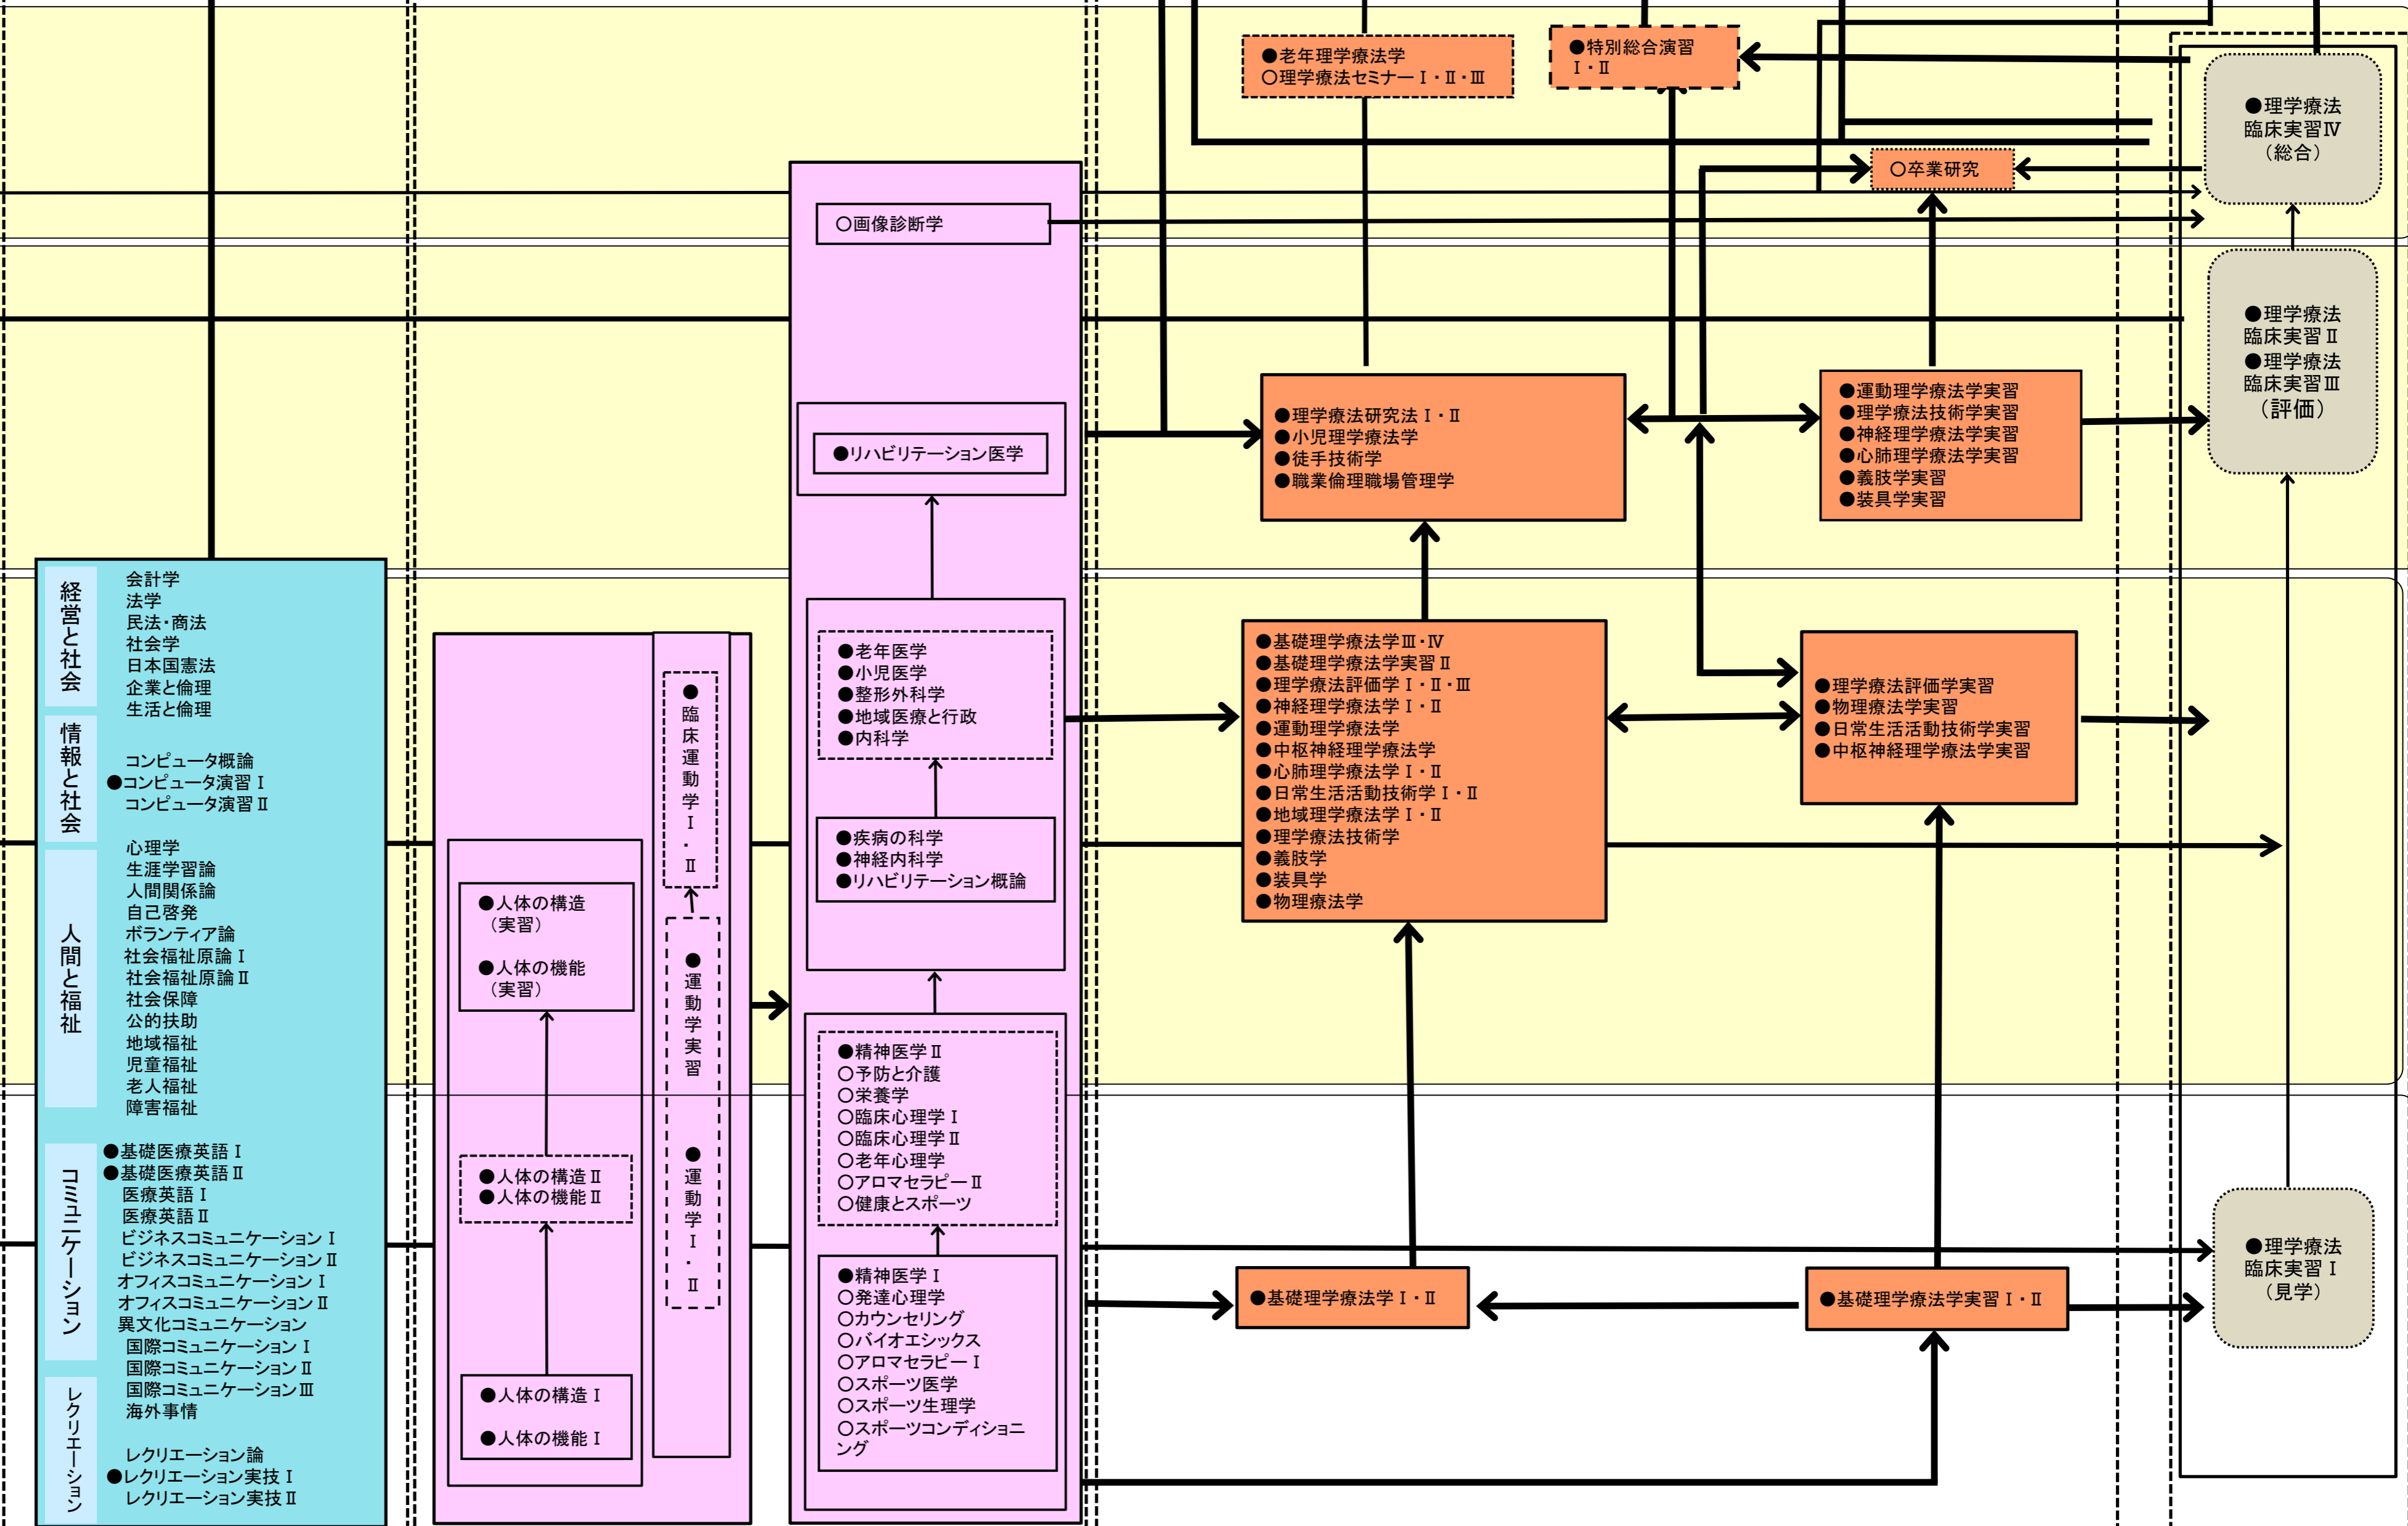 ●老年理学療法学
○理学療法セミナーⅠ・Ⅱ・Ⅲ
●特別総合演習
Ⅰ・Ⅱ
●理学療法
臨床実習Ⅳ
（総合）
○卒業研究
○画像診断学
●理学療法
臨床実習Ⅱ
●理学療法
臨床実習Ⅲ
（評価）
●リハビリテーション医学
●理学療法研究法Ⅰ・Ⅱ
●小児理学療法学
●徒手技術学
●職業倫理職場管理学
●運動理学療法学実習
●理学療法技術学実習
●神経理学療法学実習
●心肺理学療法学実習
●義肢学実習
●装具学実習
経営と社会
会計学
法学
民法・商法
社会学
日本国憲法
企業と倫理
生活と倫理
情報と社会
コンピュータ概論
●コンピュータ演習Ⅰ
コンピュータ演習Ⅱ
人間と福祉
心理学
生涯学習論
人間関係論
自己啓発
ボランティア論
社会福祉原論Ⅰ
社会福祉原論Ⅱ
社会保障
公的扶助
地域福祉
児童福祉
老人福祉
障害福祉
コミュニケーション
●基礎医療英語Ⅰ
●基礎医療英語Ⅱ
医療英語Ⅰ
医療英語Ⅱ
ビジネスコミュニケーションⅠ
ビジネスコミュニケーションⅡ
オフィスコミュニケーションⅠ
オフィスコミュニケーションⅡ
異文化コミュニケーション
国際コミュニケーションⅠ
国際コミュニケーションⅡ
国際コミュニケーションⅢ
海外事情
レクリエーション
レクリエーション論
●レクリエーション実技Ⅰ
レクリエーション実技Ⅱ
●人体の構造
（実習）
●人体の機能
（実習）
●人体の構造Ⅱ
●人体の機能Ⅱ
●人体の構造Ⅰ
●人体の機能Ⅰ
●臨床運動学Ⅰ・Ⅱ
●運動学実習
●運動学Ⅰ・Ⅱ
●老年医学
●小児医学
●整形外科学
●地域医療と行政
●内科学
●疾病の科学
●神経内科学
●リハビリテーション概論
●精神医学Ⅱ
○予防と介護
○栄養学
○臨床心理学Ⅰ
○臨床心理学Ⅱ
○老年心理学
○アロマセラピーⅡ
○健康とスポーツ
●精神医学Ⅰ
○発達心理学
○カウンセリング
○バイオエシックス
○アロマセラピーⅠ
○スポーツ医学
○スポーツ生理学
○スポーツコンディショニ
ング
●基礎理学療法学Ⅲ・Ⅳ
●基礎理学療法学実習Ⅱ
●理学療法評価学Ⅰ・Ⅱ・Ⅲ
●神経理学療法学Ⅰ・Ⅱ
●運動理学療法学
●中枢神経理学療法学
●心肺理学療法学Ⅰ・Ⅱ
●日常生活活動技術学Ⅰ・Ⅱ
●地域理学療法学Ⅰ・Ⅱ
●理学療法技術学
●義肢学
●装具学
●物理療法学
●理学療法評価学実習
●物理療法学実習
●日常生活活動技術学実習
●中枢神経理学療法学実習
●基礎理学療法学Ⅰ・Ⅱ
●基礎理学療法学実習Ⅰ・Ⅱ
●理学療法
臨床実習Ⅰ
（見学）